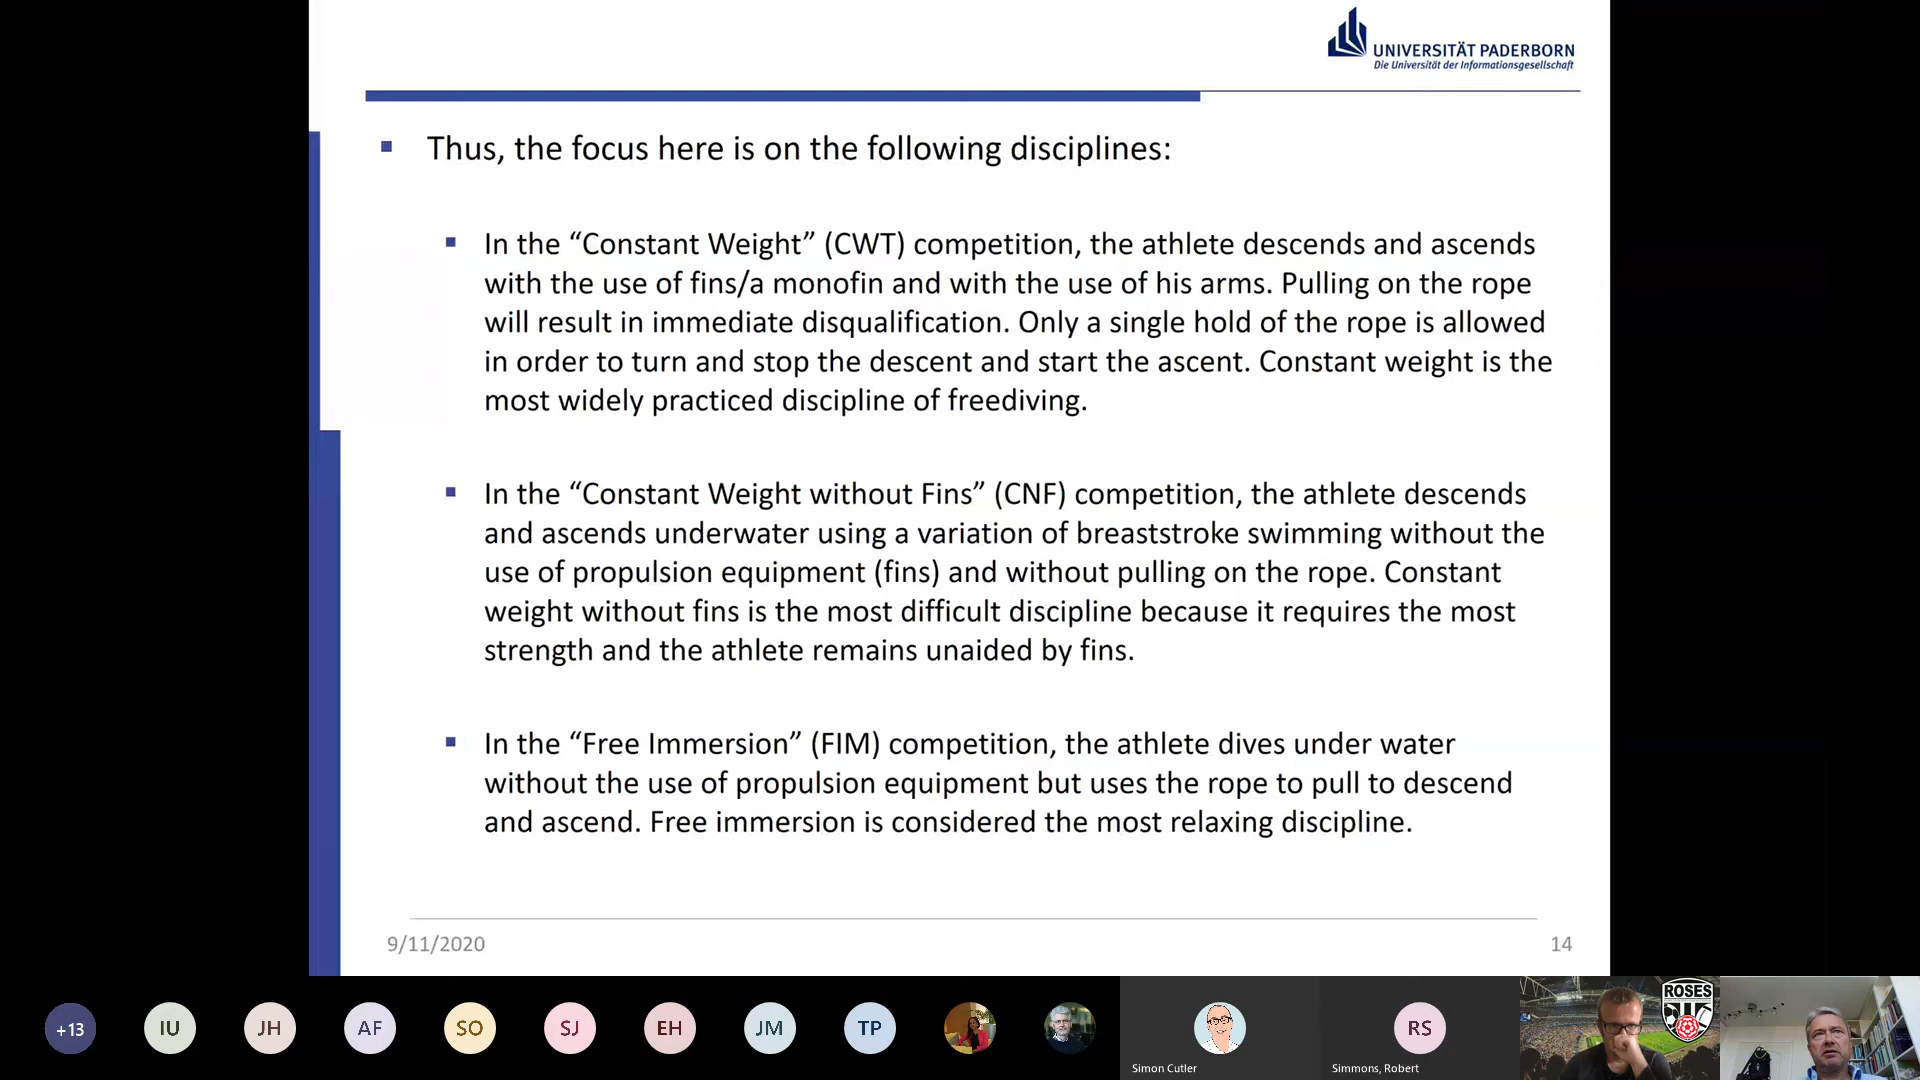 UNIVERSITÄT PADERBORN
Die Universität der Informationsgesellschaft
Thus, the focus here is on the following disciplines:
In the “Constant Weight” (CWT) competition, the athlete descends and ascends
with the use of fins/a monofin and with the use of his arms. Pulling on the rope
will result in immediate disqualification. Only a single hold of the rope is allowed
in order to turn and stop the descent and start the ascent. Constant weight is the
most widely practiced discipline of freediving.
In the “Constant Weight without Fins” (CNF) competition, the athlete descends
and ascends underwater using a variation of breaststroke swimming without the
use of propulsion equipment (fins) and without pulling on the rope. Constant
weight without fins is the most difficult discipline because it requires the most
strength and the athlete remains unaided by fins.
In the “Free Immersion” (FIM) competition, the athlete dives under water
without the use of propulsion equipment but uses the rope to pull to descend
and ascend. Free immersion is considered the most relaxing discipline.
9/11/2020
14
+13
IU
JH
AF
SO
SJ
EH
JM
TP
Simon Cutler
RS
Simmons, Robert
ROSES